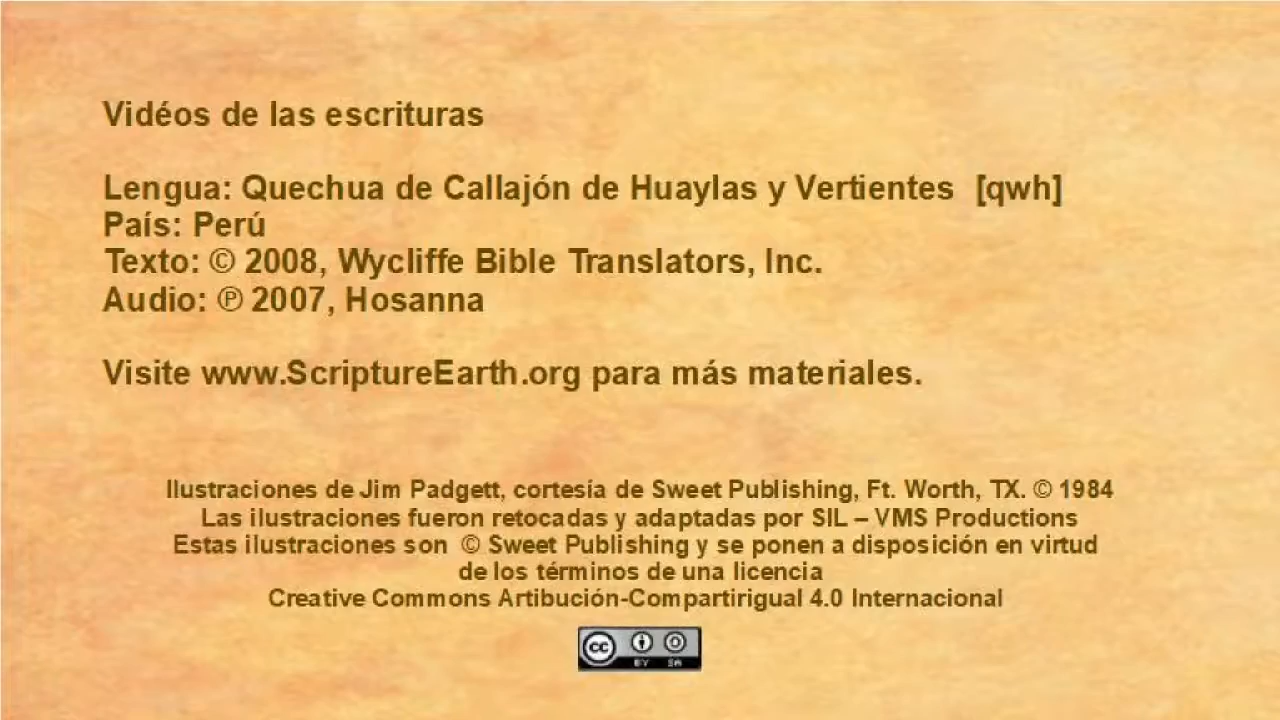 Vidéos de las escrituras
Lengua: Quechua de Callajón de Huaylas y Vertientes [qwh]
País: Perú
Texto: © 2008, Wycliffe Bible Translators, Inc.
Audio: ℗ 2007, Hosanna
Visite www.ScriptureEarth.org para más materiales.
Ilustraciones de Jim Padgett, cortesía de Sweet Publishing, Ft. Worth, TX. © 1984
Las ilustraciones fueron retocadas y adaptadas por SIL – VMS Productions
Estas ilustraciones son © Sweet Publishing y se ponen a disposición en virtud
de los términos de una licencia
Creative Commons Artibución-Compartirigual 4.0 Internacional
cc BY SA